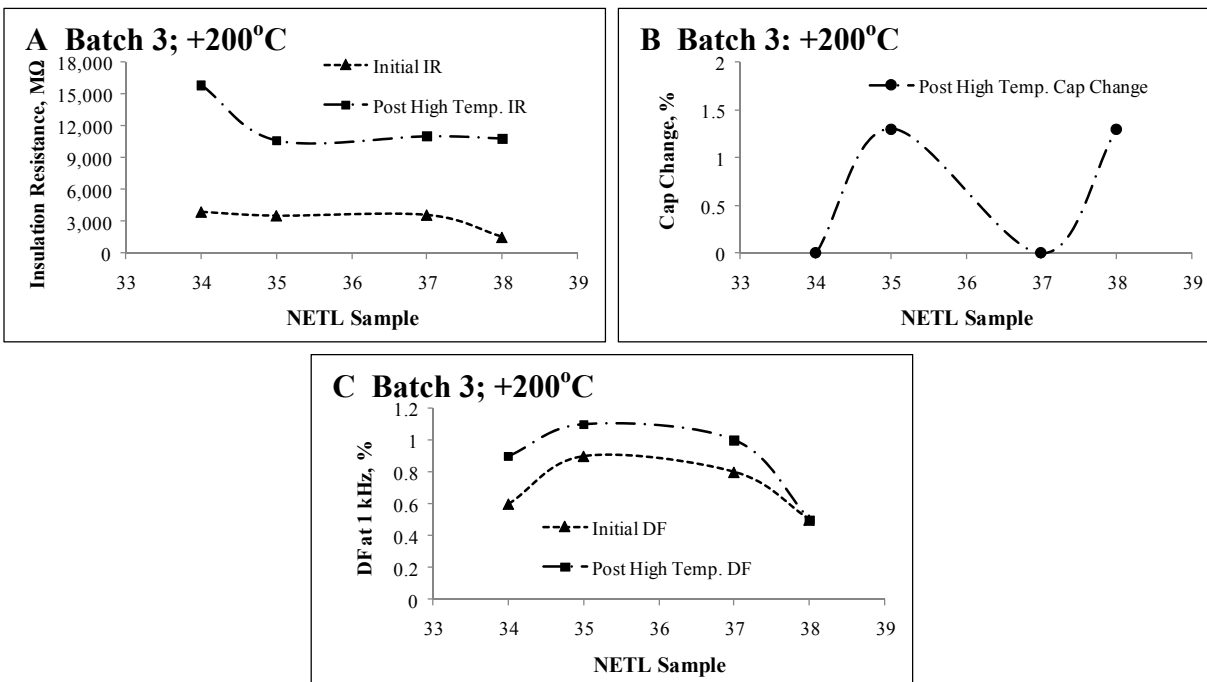 A Batch 3; +200°C
Insulation Resistance, MΩ
18,000
15,000
12,000
9,000
6,000
3,000
0
Initial IR
Post High Temp. IR
33 34 35 36 37 38 39
NETL Sample
B Batch 3; +200°C
Cap Change, %
2
1.5
1
0.5
0
Post High Temp. Cap Change
33 34 35 36 37 38 39
NETL Sample
C Batch 3; +200°C
DF at 1 kHz, %
1.2
1
0.8
0.6
0.4
0.2
0
Initial DF
Post High Temp. DF
33 34 35 36 37 38 39
NETL Sample